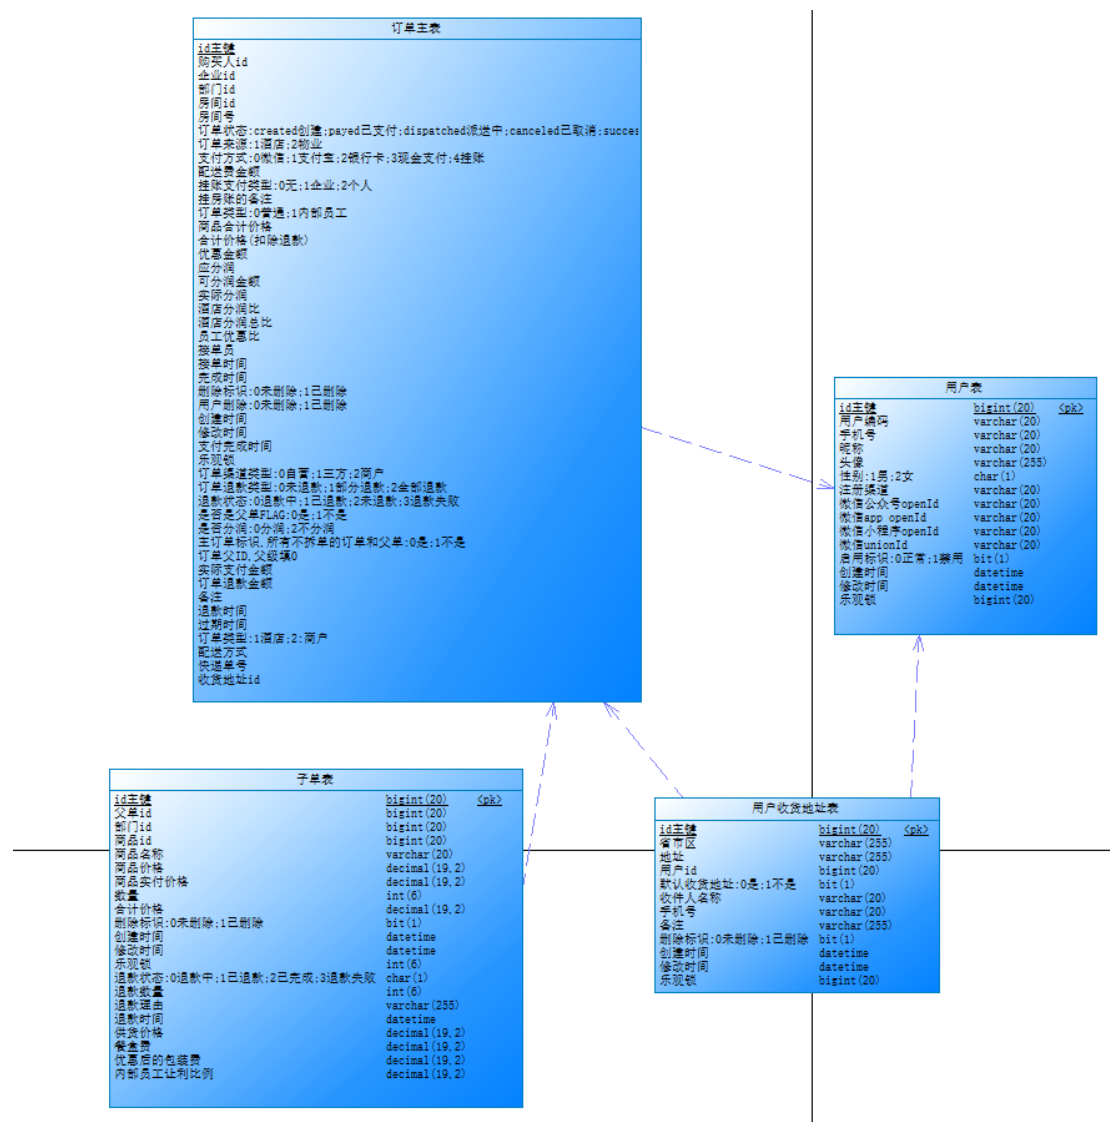 订单主表
id主键
购买人id
企业id
部门id
房间id
房间号
订单状态:created创建;payed已支付;dispatched派送中;canceled已取消;succes
订单来源:1酒店;2物业
支付方式:0微信;1支付宝;2银行卡;3现金支付;4挂账
配送费金额
挂账支付类型:0无;1企业;2个人
挂房账的备注
订单类型:0普通;1内部员工
商品合计价格
合计价格(扣除退款)
优惠金额
应分润
可分润金额
实际分润
酒店分润比
酒店分润总比
员工优惠比
接单员
接单时间
完成时间
删除标识:0未删除;1已删除
用户删除:0未删除;1已删除
创建时间
修改时间
支付完成时间
乐观锁
订单渠道类型:0自营;1三方;2商户
订单退款类型:0未退款;1部分退款;2全部退款
退款状态:0退款中;1已退款;2未退款;3退款失败
是否是父单FLAG:0是;1不是
是否分润:0分润;2不分润
主订单标识,所有不拆单的订单和父单:0是;1不是
订单父ID,父级填0
实际支付金额
订单退款金额
备注
退款时间
过期时间
订单类型:1酒店;2:商户
配送方式
快递单号
收货地址id
用户表
id主键 bigint(20) <pk>
用户编码 varchar(20)
手机号 varchar(20)
昵称 varchar(20)
头像 varchar(255)
性别:1男;2女 char(1)
注册渠道 varchar(20)
微信公众号openId varchar(20)
微信app openId varchar(20)
微信小程序openId varchar(20)
微信unionId varchar(20)
启用标识:0正常;1禁用 bit(1)
创建时间 datetime
修改时间 datetime
乐观锁 bigint(20)
子单表
id主键 bigint(20) <pk>
父单id bigint(20)
部门id bigint(20)
商品id bigint(20)
商品名称 varchar(20)
商品价格 decimal(19,2)
商品实付价格 decimal(19,2)
数量 int(6)
合计价格 decimal(19,2)
删除标识:0未删除;1已删除 bit(1)
创建时间 datetime
修改时间 datetime
乐观锁 int(6)
退款状态:0退款中;1已退款;2已完成;3退款失败 char(1)
退款数量 int(6)
退款理由 varchar(255)
退款时间 datetime
供货价格 decimal(19,2)
餐盒费 decimal(19,2)
优惠后的包装费 decimal(19,2)
内部员工让利比例 decimal(19,2)
用户收货地址表
id主键 bigint(20) <pk>
省市区 varchar(255)
地址 varchar(255)
用户id bigint(20)
默认收货地址:0是;1不是 bit(1)
收件人名称 varchar(20)
手机号 varchar(20)
备注 varchar(255)
删除标识:0未删除;1已删除 bit(1)
创建时间 datetime
修改时间 datetime
乐观锁 bigint(20)